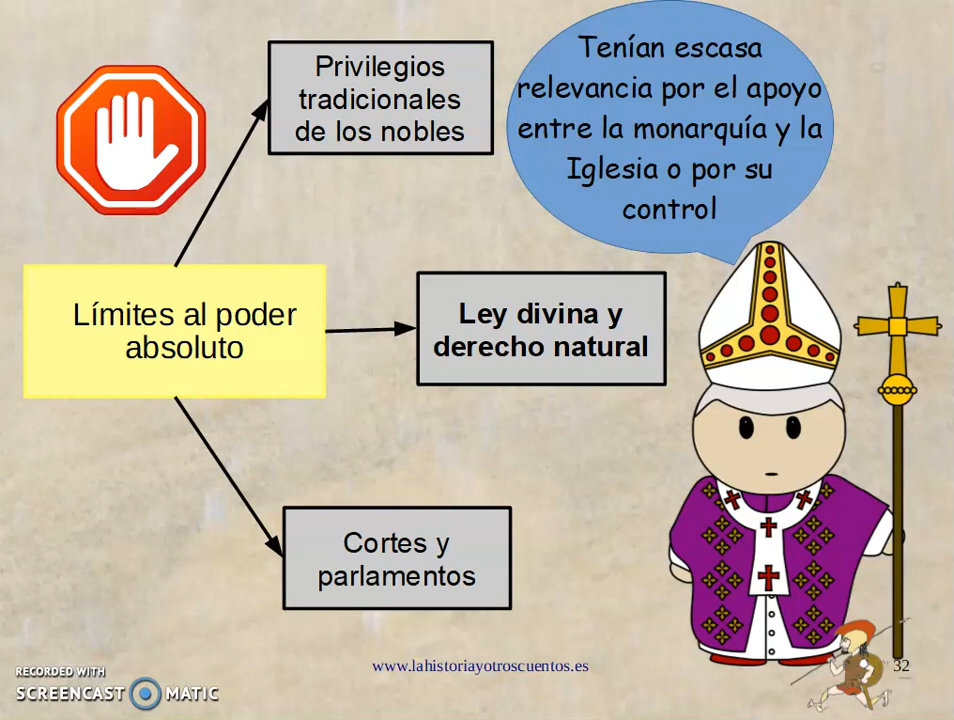 Privilegios
tradicionales
de los nobles
Tenían escasa
relevancia por el apoyo
entre la monarquía y la
Iglesia o por su
control
Límites al poder
absoluto
Ley divina y
derecho natural
Cortes y
parlamentos
www.lahistoriayotroscuentos.es
32
RECORDED WITH
SCREENCAST MATIC